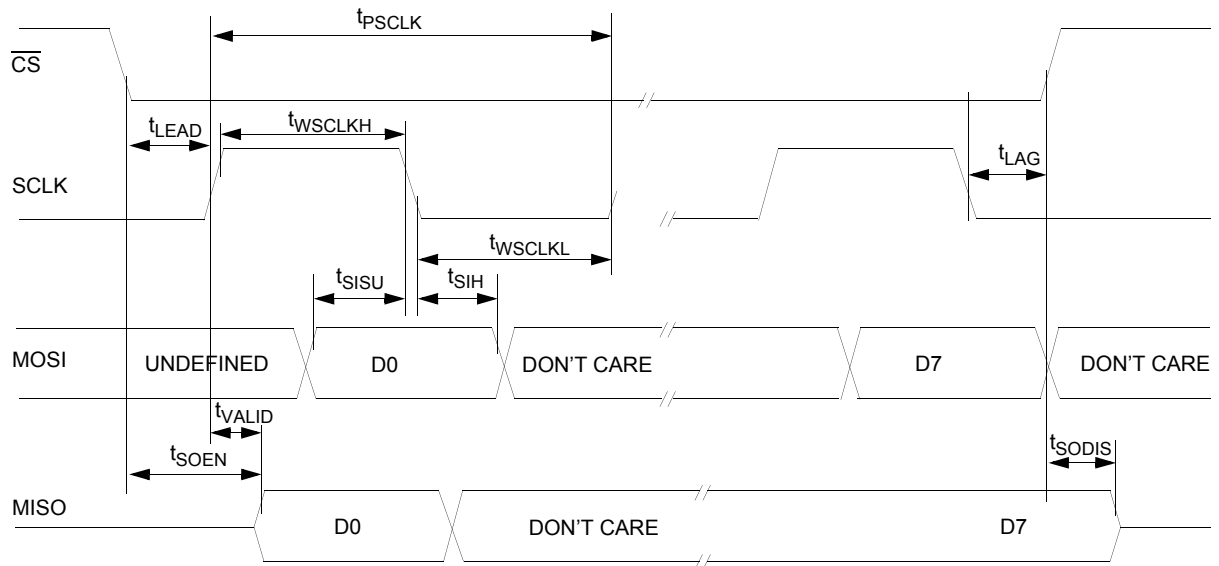 tPSCLK
CS
tLEAD
tWSCLKH
tLAG
SCLK
tWSCLKL
tSISU
tSIH
MOSI
UNDEFINED
D0
DON'T CARE
D7
DON'T CARE
tVALID
tSOEN
tSODIS
MISO
D0
DON'T CARE
D7